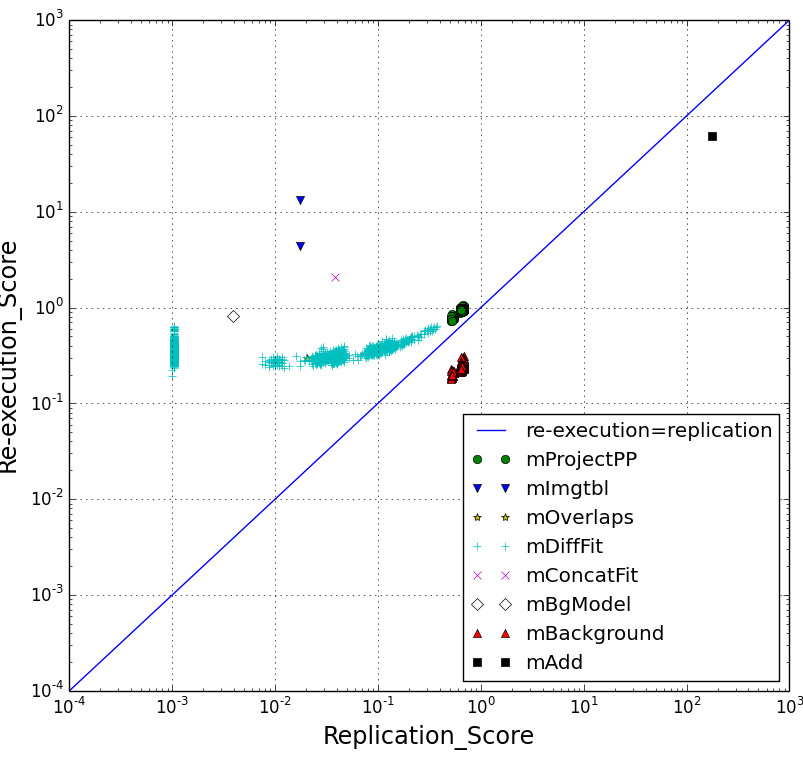 10^3
10^2
10^1
10^0
10^-1
10^-2
10^-3
10^-4
Re-execution_Score
re-execution=replication
mProjectPP
mImgtbl
mOverlaps
mDiffFit
mConcatFit
mBgModel
mBackground
mAdd
10^-4 10^-3 10^-2 10^-1 10^0 10^1 10^2 10^3
Replication_Score